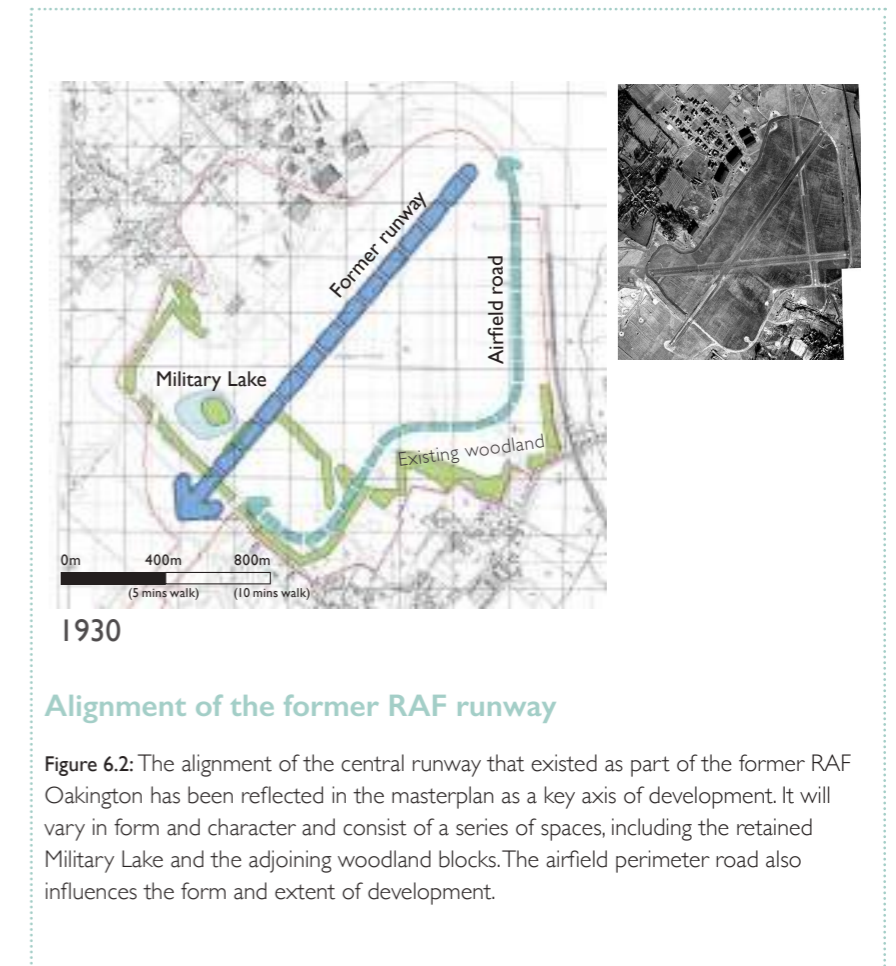 Former runway
Airfield road
Military Lake
Existing woodland
0m 400m 800m
(5 mins walk) (10 mins walk)
1930
Alignment of the former RAF runway
Figure 6.2: The alignment of the central runway that existed as part of the former RAF
Oakington has been reflected in the masterplan as a key axis of development. It will
vary in form and character and consist of a series of spaces, including the retained
Military Lake and the adjoining woodland blocks. The airfield perimeter road also
influences the form and extent of development.